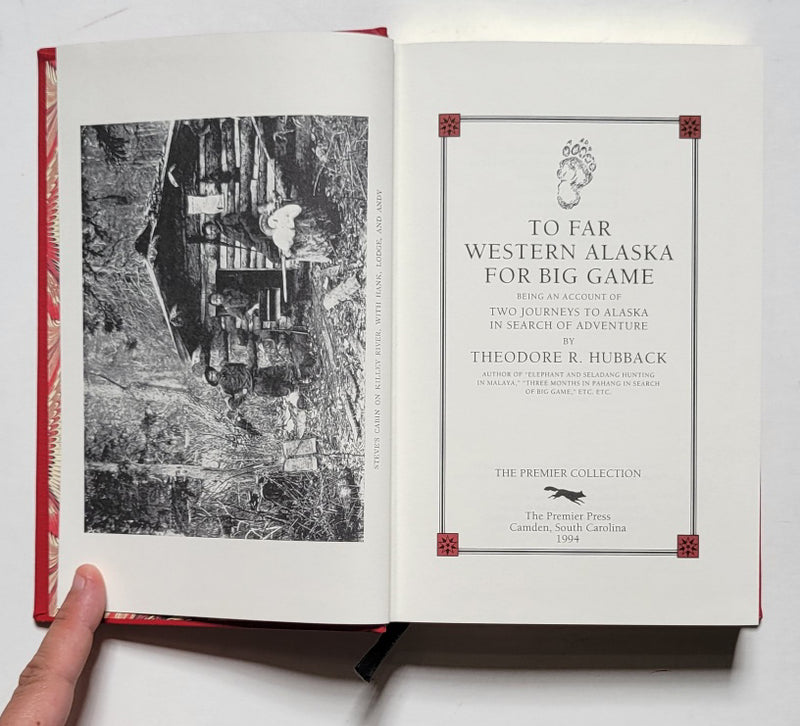 STEVE'S CABIN ON KILLEY RIVER, WITH HANK, LODGE, AND ANDY
TO FAR
WESTERN ALASKA
FOR BIG GAME
BEING AN ACCOUNT OF
TWO JOURNEYS TO ALASKA
IN SEARCH OF ADVENTURE
BY
THEODORE R. HUBBACK
AUTHOR OF "ELEPHANT AND SELADANG HUNTING
IN MALAYA," "THREE MONTHS IN PAHANG IN SEARCH
OF BIG GAME," ETC. ETC.
THE PREMIER COLLECTION
The Premier Press
Camden, South Carolina
1994